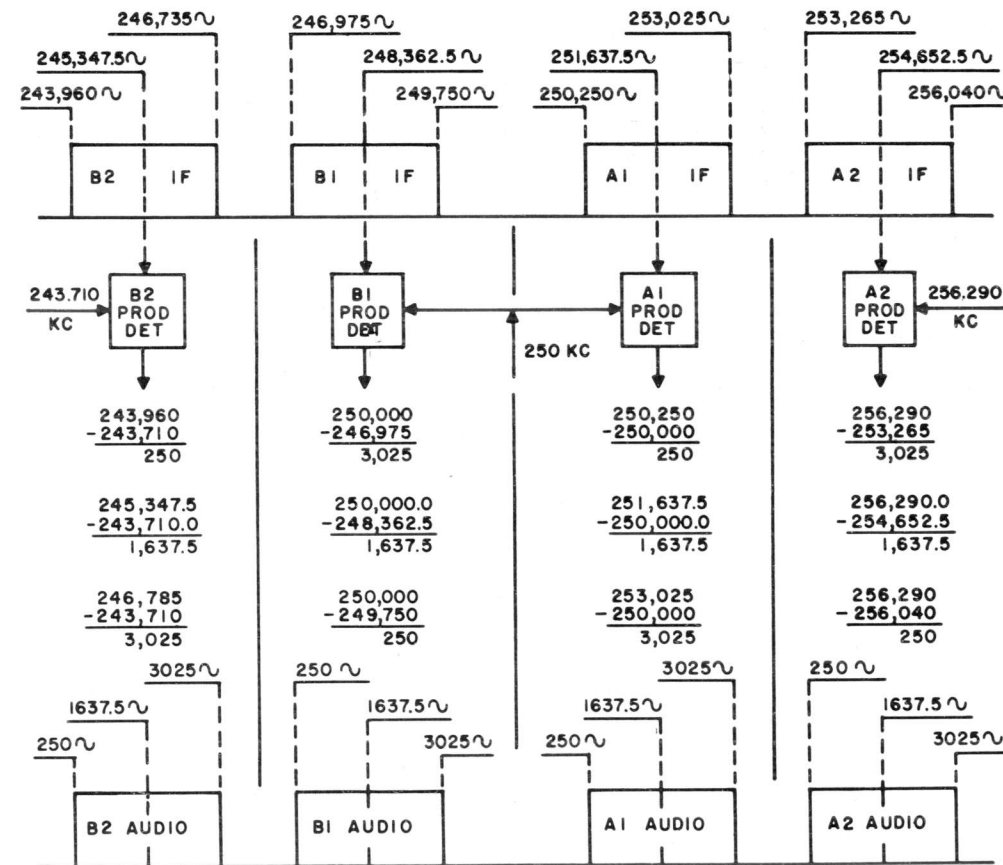 246,735∿
246,975∿
253,025∿
253,265∿
245,347.5∿
248,362.5∿
251,637.5∿
254,652.5∿
243,960∿
249,750∿
250,250∿
256,040∿
B2 IF
B1 IF
A1 IF
A2 IF
243.710
KC
B2
PROD
DET
B1
PROD
DET
250 KC
A1
PROD
DET
A2
PROD
DET
256.290
KC
243,960
-243,710
250
250,000
-246,975
3,025
250,250
-250,000
250
256,290
-253,265
3,025
245,347.5
-243,710.0
1,637.5
250,000.0
-248,362.5
1,637.5
251,637.5
-250,000.0
1,637.5
256,290.0
-254,652.5
1,637.5
246,785
-243,710
3,025
250,000
-249,750
250
253,025
-250,000
3,025
256,290
-256,040
250
3025∿
250∿
3025∿
250∿
1637.5∿
1637.5∿
1637.5∿
1637.5∿
250∿
3025∿
250∿
3025∿
B2 AUDIO
B1 AUDIO
A1 AUDIO
A2 AUDIO